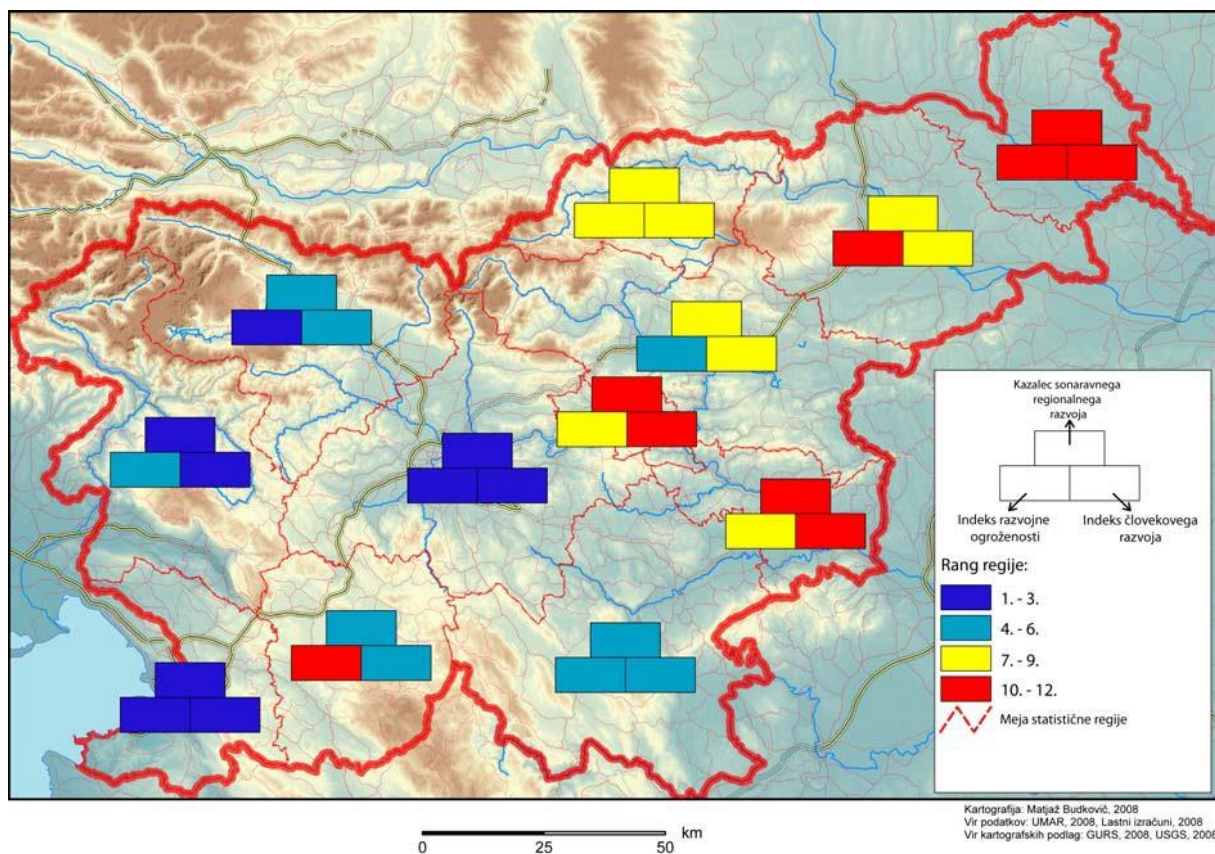 Kazalec sonaravnega
regionalnega
razvoja
Indeks razvojne
ogroženosti
Indeks človekovega
razvoja
Rang regije:
1. - 3.
4. - 6.
7. - 9.
10. - 12.
Meja statistične regije
Kartografija: Matjaž Budkovič, 2008
Vir podatkov: UMAR, 2008, Lastni izračuni, 2008
Vir kartografskih podlag: GURS, 2008, USGS, 2008
km
0 25 50